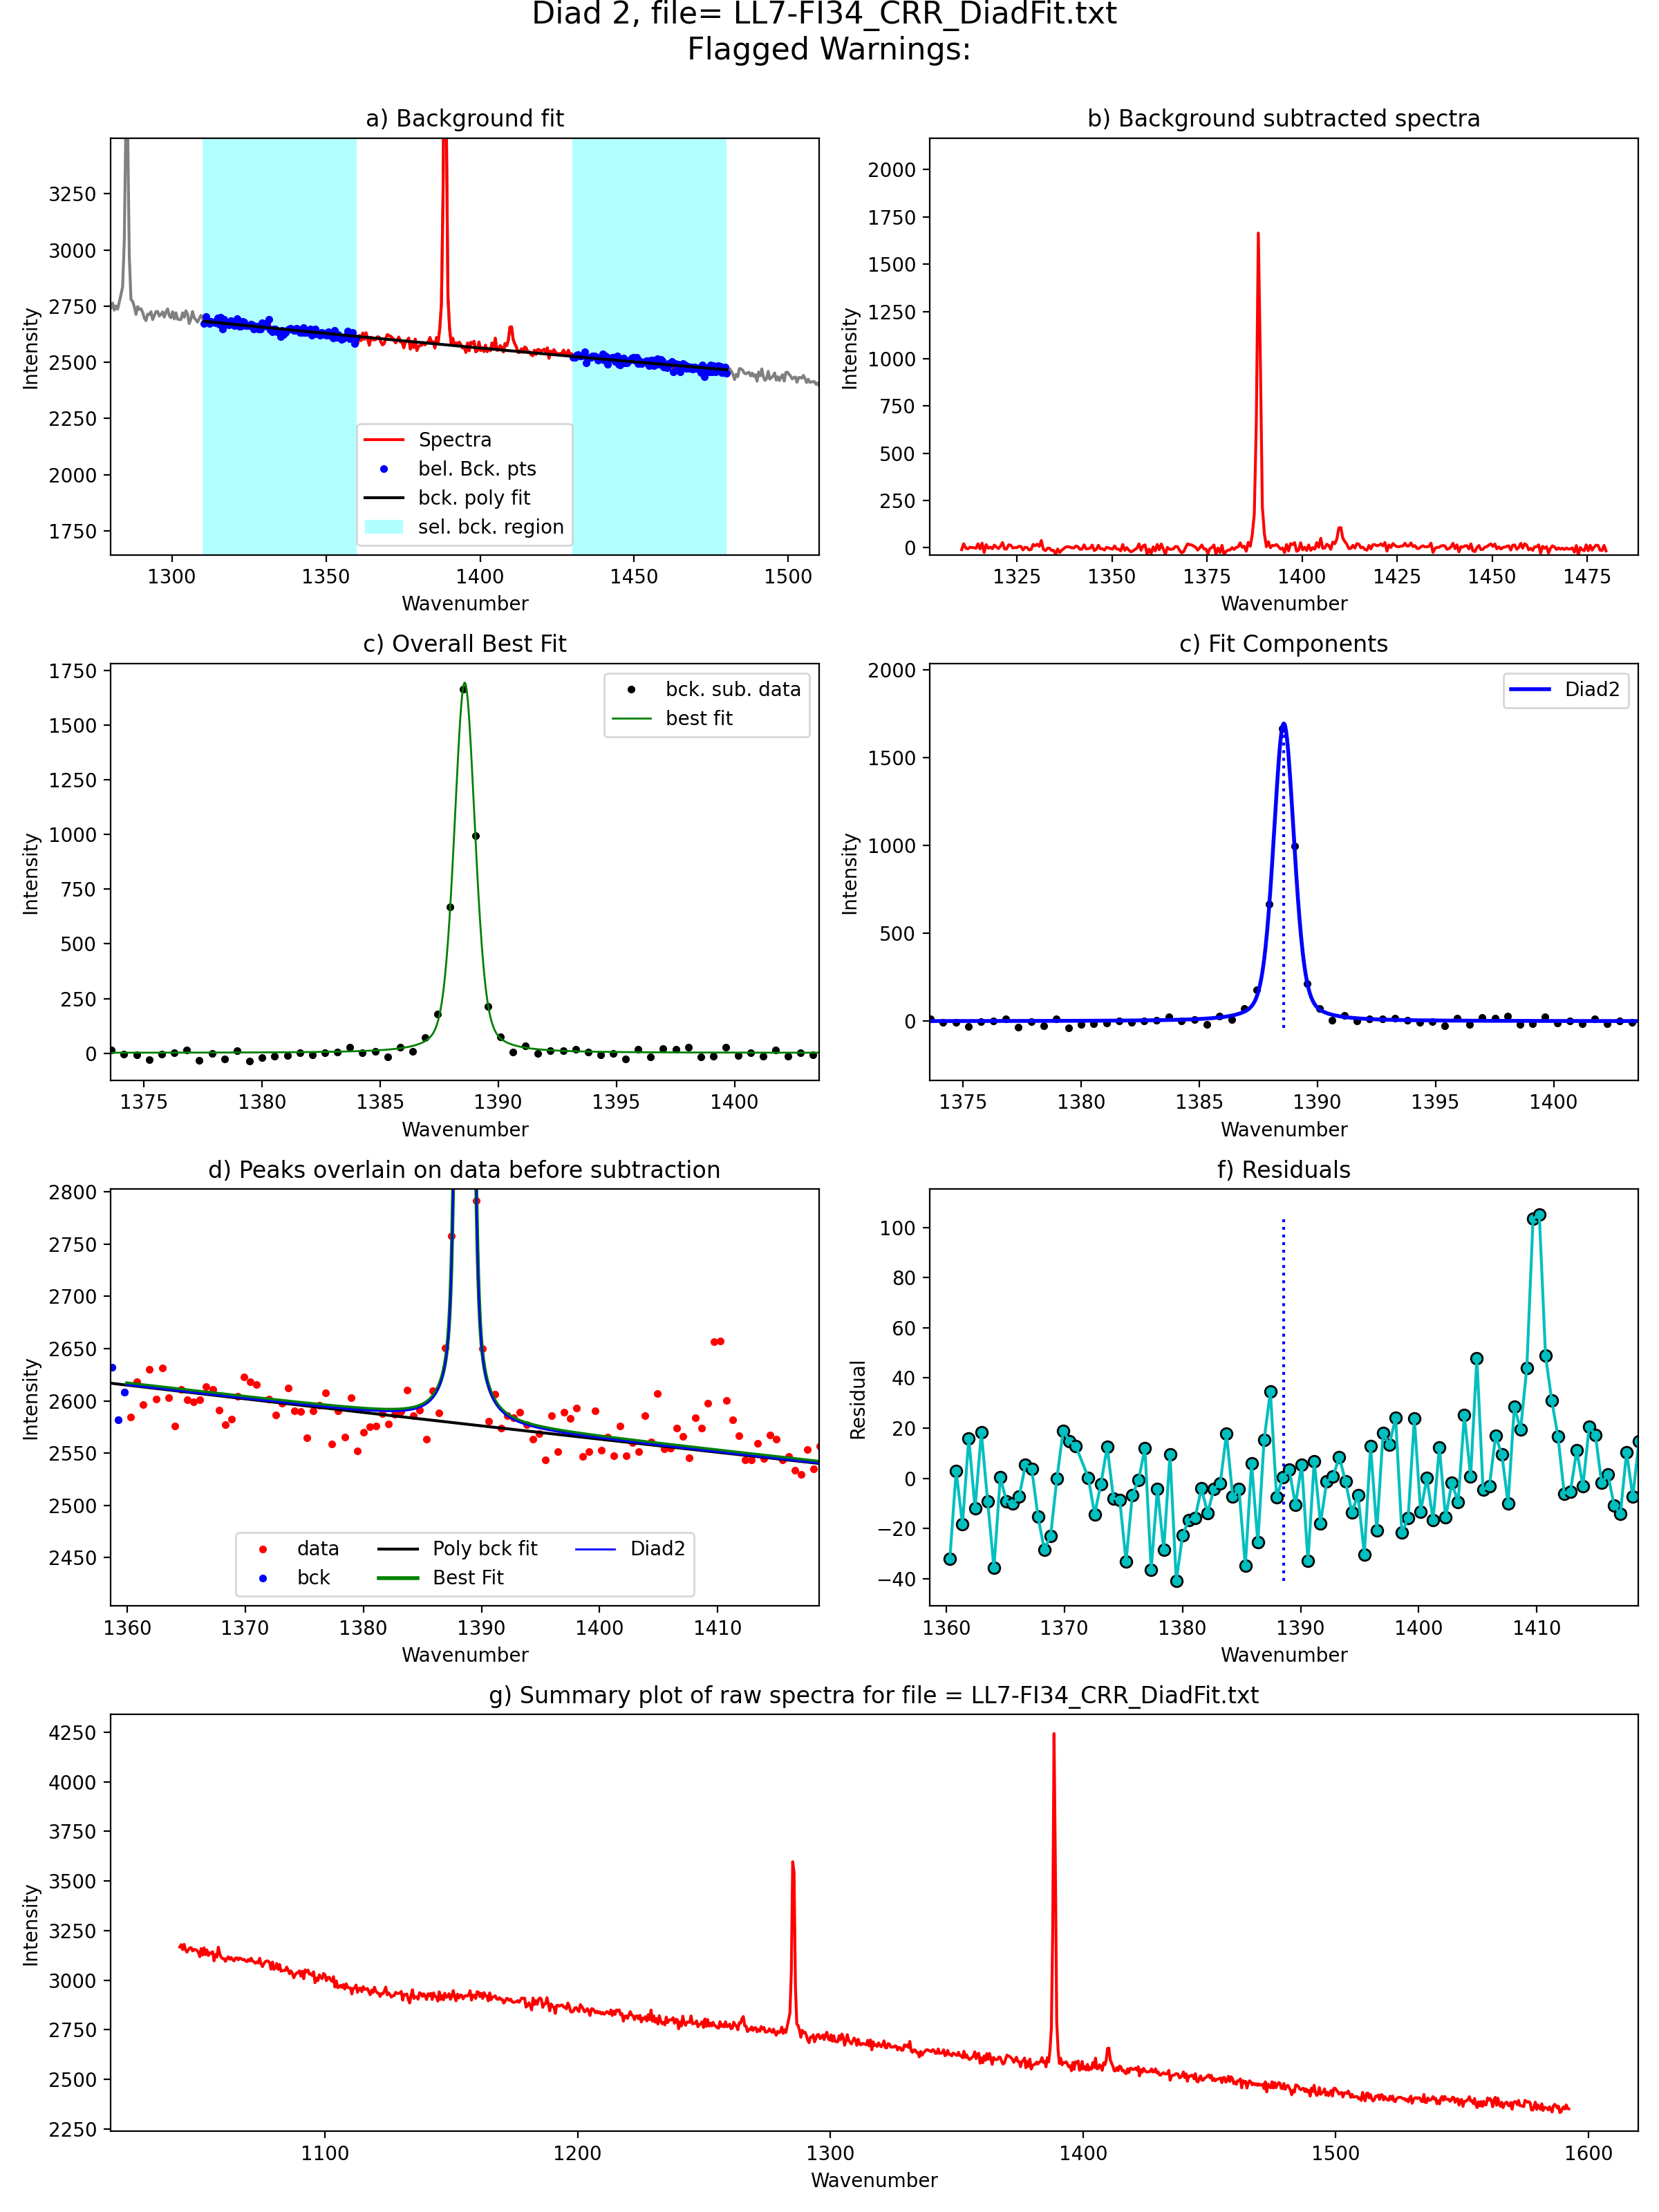 Diad 2, file= LL7-FI34_CRR_DiadFit.txt
Flagged Warnings:
a) Background fit
3250
3000
2750
2500
2250
2000
1750
Intensity
Spectra
bel. Bck. pts
bck. poly fit
sel. bck. region
1300 1350 1400 1450 1500
Wavenumber
b) Background subtracted spectra
2000
1750
1500
1250
1000
750
500
250
0
Intensity
1325 1350 1375 1400 1425 1450 1475
Wavenumber
c) Overall Best Fit
1750
1500
1250
1000
750
500
250
0
Intensity
bck. sub. data
best fit
1375 1380 1385 1390 1395 1400
Wavenumber
c) Fit Components
2000
1500
1000
500
0
Intensity
Diad2
1375 1380 1385 1390 1395 1400
Wavenumber
d) Peaks overlain on data before subtraction
2800
2750
2700
2650
2600
2550
2500
2450
Intensity
data Poly bck fit Diad2
bck Best Fit
1360 1370 1380 1390 1400 1410
Wavenumber
f) Residuals
100
80
60
40
20
0
−20
−40
Residual
1360 1370 1380 1390 1400 1410
Wavenumber
g) Summary plot of raw spectra for file = LL7-FI34_CRR_DiadFit.txt
4250
4000
3750
3500
3250
3000
2750
2500
2250
Intensity
1100 1200 1300 1400 1500 1600
Wavenumber